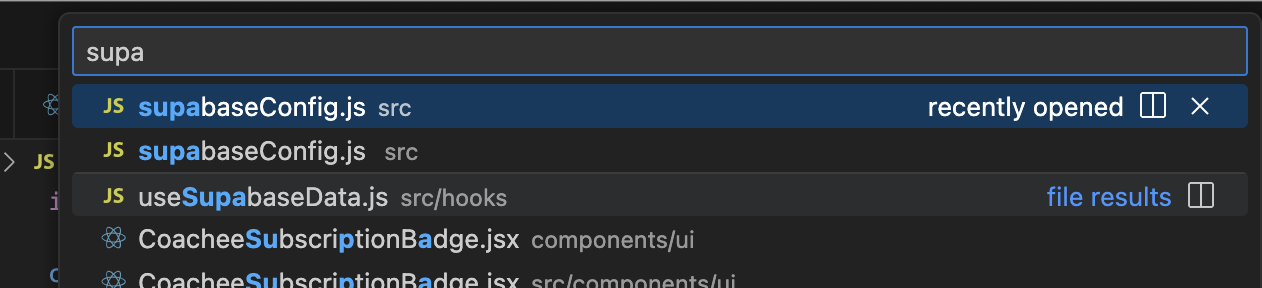 supa
JS supabaseConfig.js src recently opened
JS supabaseConfig.js src
JS
JS useSupabaseData.js src/hooks file results
i
CoacheeSubscriptionBadge.jsx components/ui
c
CoacheeSubscriptionBadge.jsx src/components/ui